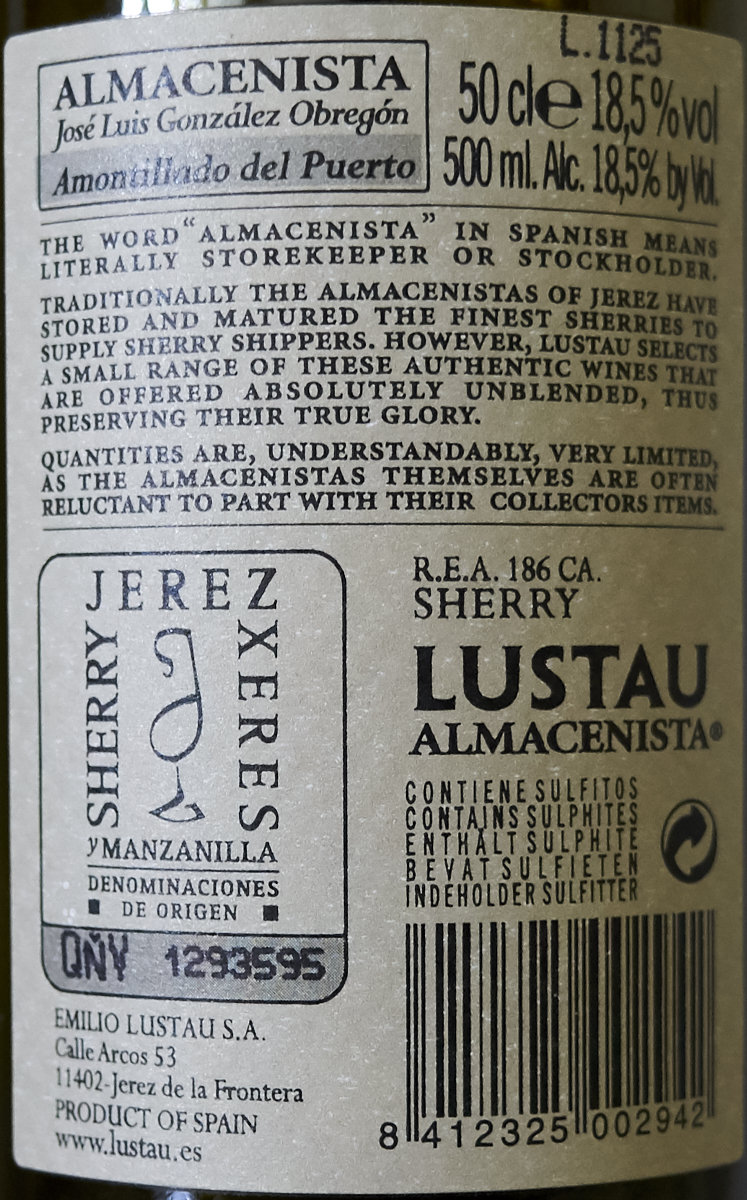 L.1125
ALMACENISTA
José Luis González Obregón
Amontillado del Puerto
50 cl e 18,5%vol
500 ml. Alc. 18,5% by Vol.
THE WORD "ALMACENISTA" IN SPANISH MEANS
LITERALLY STOREKEEPER OR STOCKHOLDER.
TRADITIONALLY THE ALMACENISTAS OF JEREZ HAVE
STORED AND MATURED THE FINEST SHERRIES TO
SUPPLY SHERRY SHIPPERS. HOWEVER, LUSTAU SELECTS
A SMALL RANGE OF THESE AUTHENTIC WINES THAT
ARE OFFERED ABSOLUTELY UNBLENDED, THUS
PRESERVING THEIR TRUE GLORY.
QUANTITIES ARE, UNDERSTANDABLY, VERY LIMITED,
AS THE ALMACENISTAS THEMSELVES ARE OFTEN
RELUCTANT TO PART WITH THEIR COLLECTORS ITEMS.
JEREZ
XERES
SHERRY
y MANZANILLA
DENOMINACIONES
DE ORIGEN
QÑY 1293595
EMILIO LUSTAU S.A.
Calle Arcos 53
11402-Jerez de la Frontera
PRODUCT OF SPAIN
www.lustau.es
R.E.A. 186 CA.
SHERRY
LUSTAU
ALMACENISTA®
CONTIENE SULFITOS
CONTAINS SULPHITES
ENTHÄLT SULPHITE
BEVAT SULFIETEN
INDEHOLDER SULFITTER
8 412325 002942